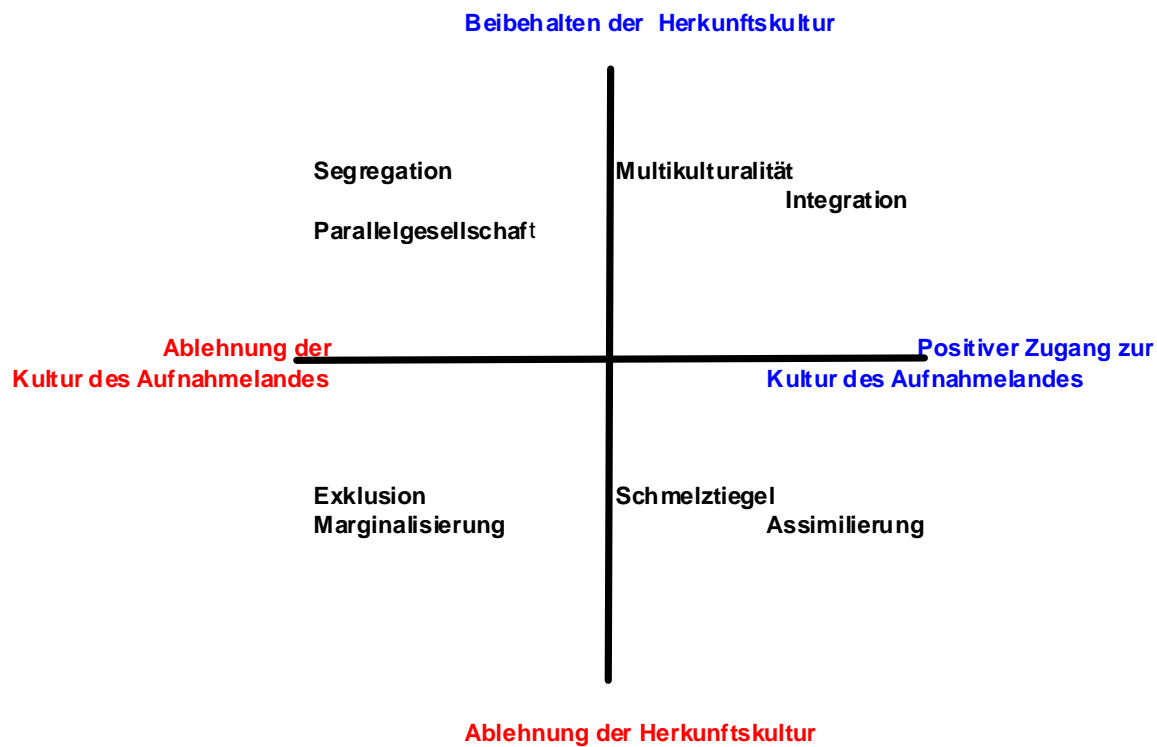 Beibehalten der Herkunftskultur
Segregation
Multikulturalität
Integration
Parallelgesellschaft
Ablehnung der
Kultur des Aufnahmelandes
Positiver Zugang zur
Kultur des Aufnahmelandes
Exklusion
Marginalisierung
Schmelztiegel
Assimilierung
Ablehnung der Herkunftskultur